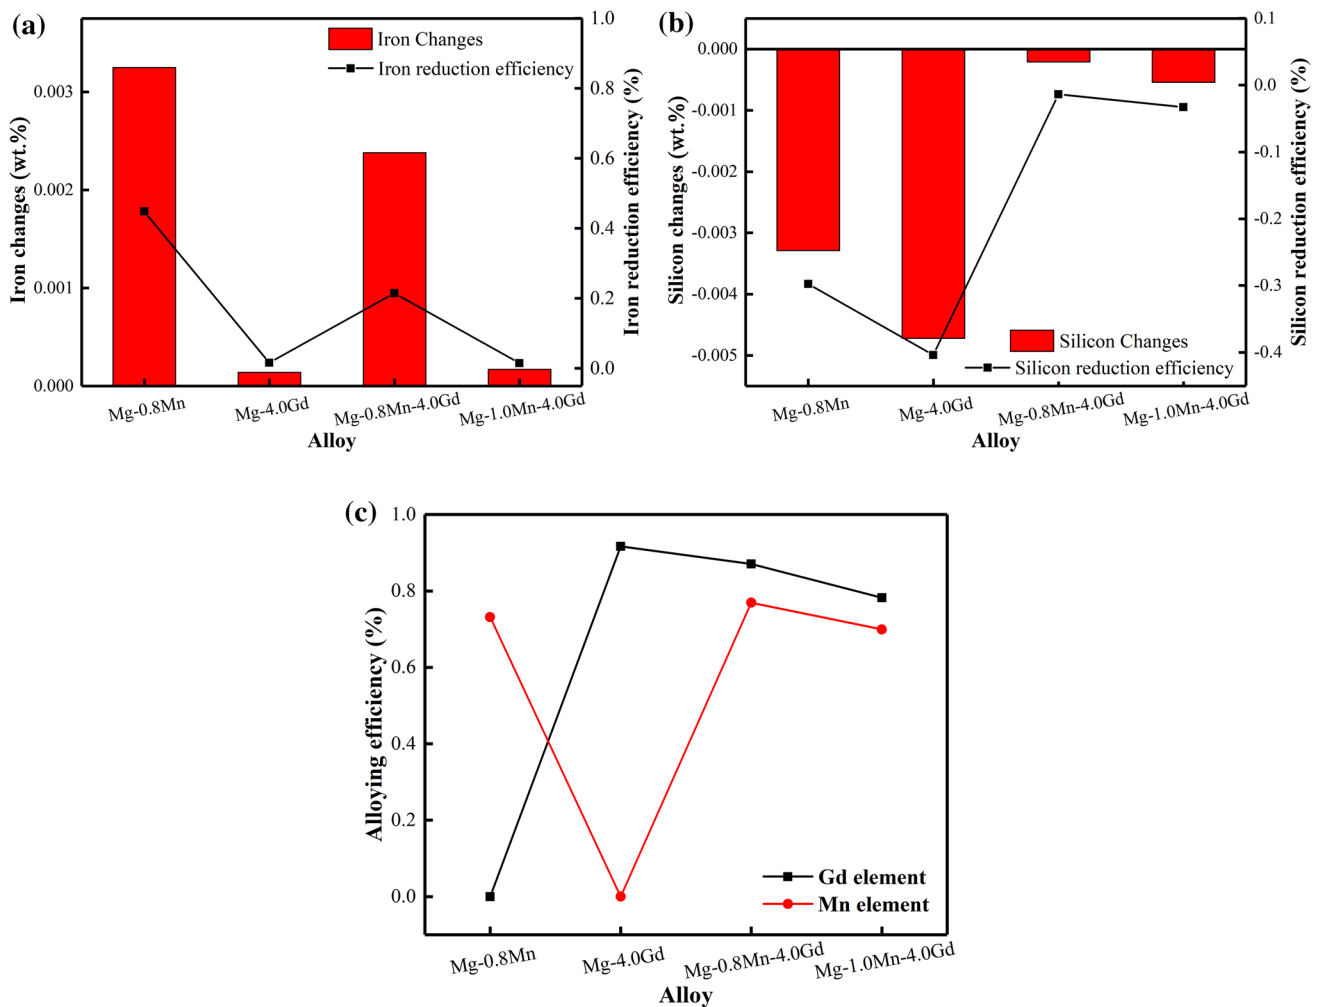 (a)
Iron Changes
Iron reduction efficiency
Iron changes (wt.%)
0.003
0.002
0.001
0.000
1.0
0.8
0.6
0.4
0.2
0.0
Iron reduction efficiency (%)
Mg-0.8Mn
Mg-4.0Gd
Mg-0.8Mn-4.0Gd
Mg-1.0Mn-4.0Gd
Alloy
(b)
Silicon changes (wt.%)
0.000
-0.001
-0.002
-0.003
-0.004
-0.005
0.1
0.0
-0.1
-0.2
-0.3
-0.4
Silicon reduction efficiency (%)
Silicon Changes
Silicon reduction efficiency
Mg-0.8Mn
Mg-4.0Gd
Mg-0.8Mn-4.0Gd
Mg-1.0Mn-4.0Gd
Alloy
(c)
Alloying efficiency (%)
1.0
0.8
0.6
0.4
0.2
0.0
Gd element
Mn element
Mg-0.8Mn
Mg-4.0Gd
Mg-0.8Mn-4.0Gd
Mg-1.0Mn-4.0Gd
Alloy